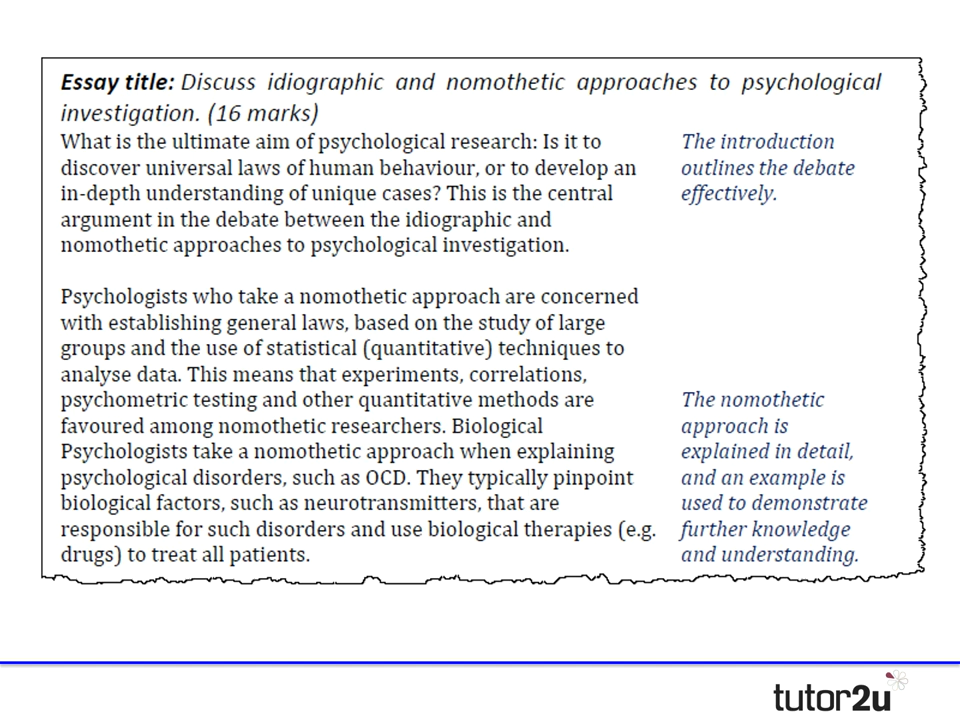 Essay title: Discuss idiographic and nomothetic approaches to psychological
investigation. (16 marks)
What is the ultimate aim of psychological research: Is it to
discover universal laws of human behaviour, or to develop an
in-depth understanding of unique cases? This is the central
argument in the debate between the idiographic and
nomothetic approaches to psychological investigation.
The introduction
outlines the debate
effectively.
Psychologists who take a nomothetic approach are concerned
with establishing general laws, based on the study of large
groups and the use of statistical (quantitative) techniques to
analyse data. This means that experiments, correlations,
psychometric testing and other quantitative methods are
favoured among nomothetic researchers. Biological
Psychologists take a nomothetic approach when explaining
psychological disorders, such as OCD. They typically pinpoint
biological factors, such as neurotransmitters, that are
responsible for such disorders and use biological therapies (e.g.
drugs) to treat all patients.
The nomothetic
approach is
explained in detail,
and an example is
used to demonstrate
further knowledge
and understanding.
tutor2u